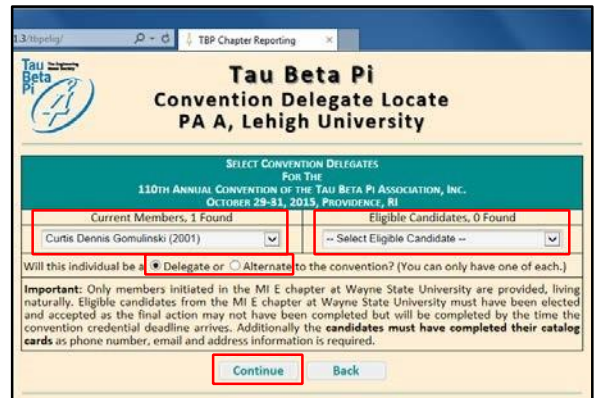 1.3/tbpelig/
TBP Chapter Reporting
Tau
Beta
Pi
Tau Beta Pi
Convention Delegate Locate
PA A, Lehigh University
SELECT CONVENTION DELEGATES
FOR
THE
110TH ANNUAL CONVENTION OF THE TAU BETA PI ASSOCIATION, INC.
OCTOBER 29-31, 2015, PROVIDENCE, RI
Current Members, 1 Found Eligible Candidates, 0 Found
Curtis Dennis Gomulinski (2001) -- Select Eligible Candidate --
Will this individual be a Delegate or Alternate to the convention? (You can only have one of each.)
Important: Only members initiated in the MI E chapter at Wayne State University are provided, living
naturally. Eligible candidates from the MI E chapter at Wayne State University must have been elected
and accepted as the final action may not have been completed but will be completed by the time the
convention credential deadline arrives. Additionally the candidates must have completed their catalog
cards as phone number, email and address information is required.
Continue Back